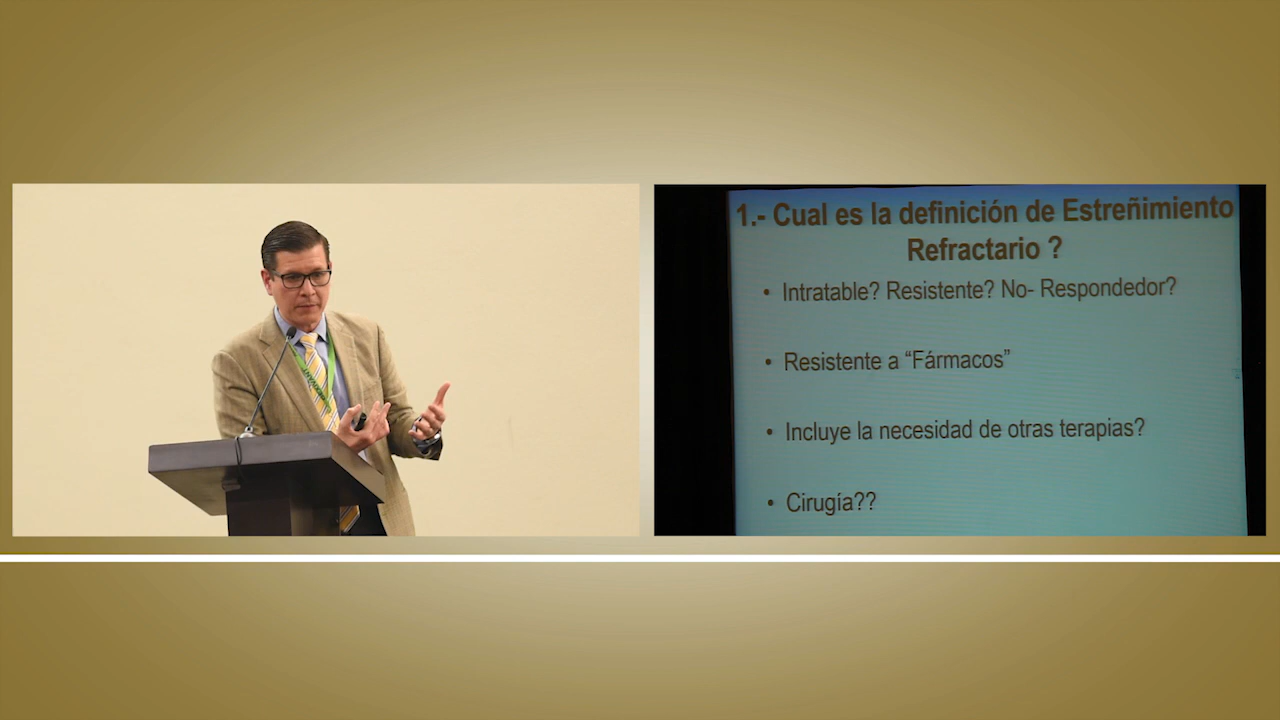 1.- Cual es la definición de Estreñimiento
Refractario ?
• Intratable? Resistente? No- Respondedor?
• Resistente a “Fármacos”
• Incluye la necesidad de otras terapias?
• Cirugía??